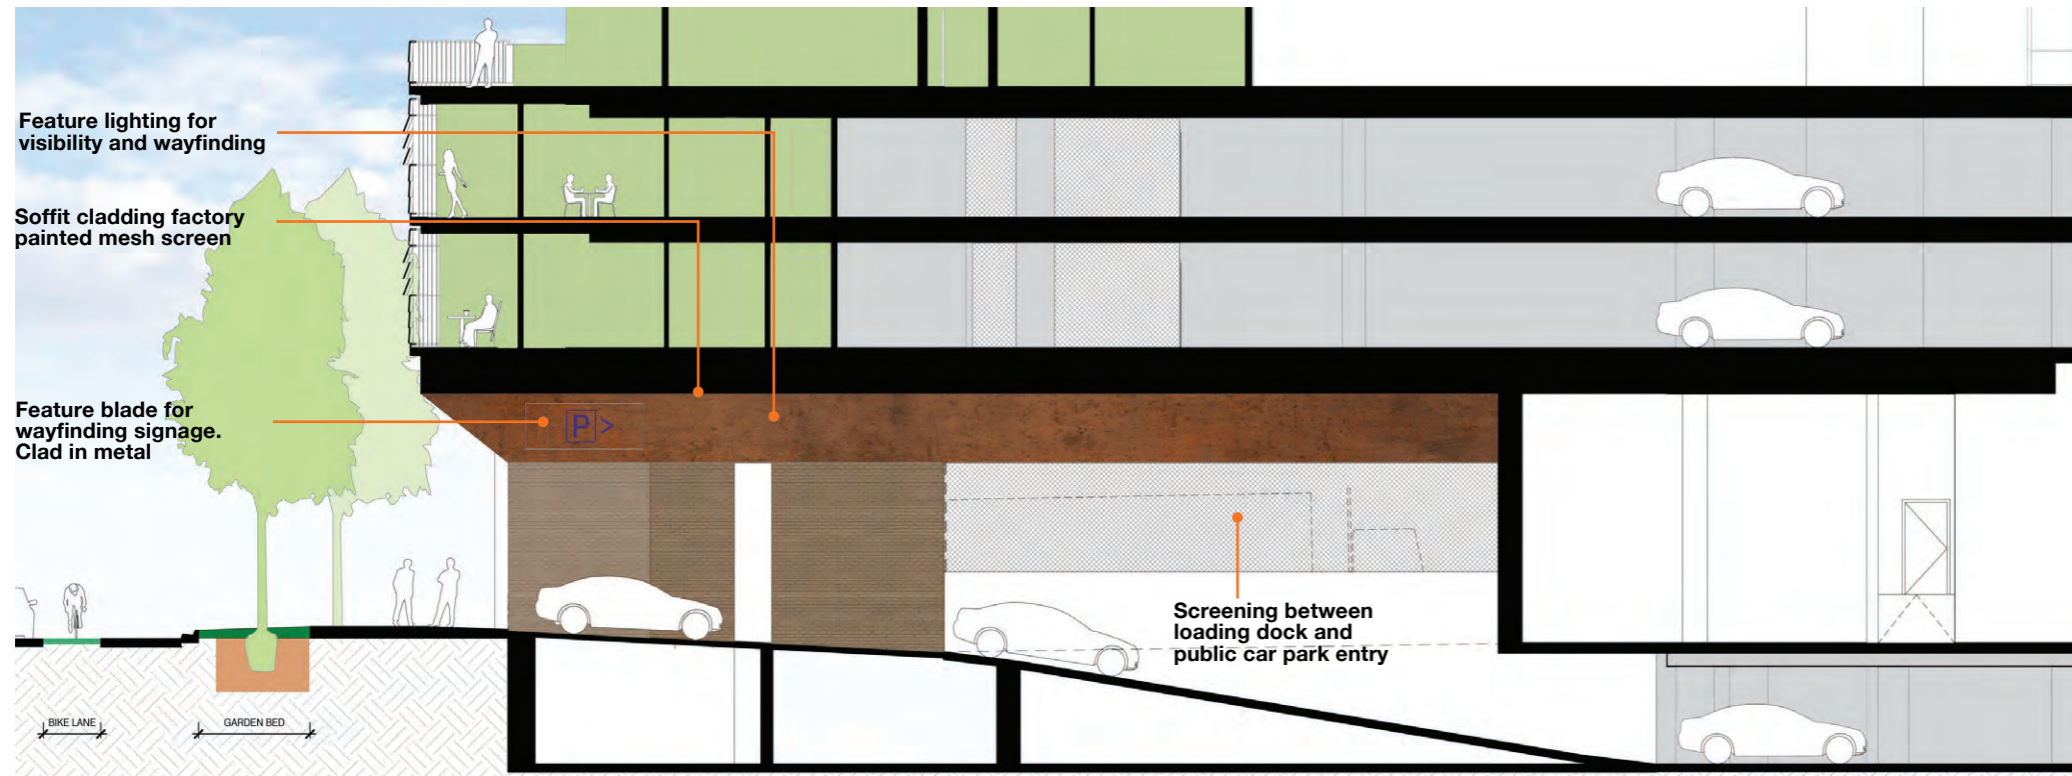 Feature lighting for
visibility and wayfinding
Soffit cladding factory
painted mesh screen
Feature blade for
wayfinding signage.
Clad in metal
P >
Screening between
loading dock and
public car park entry
BIKE LANE
GARDEN BED